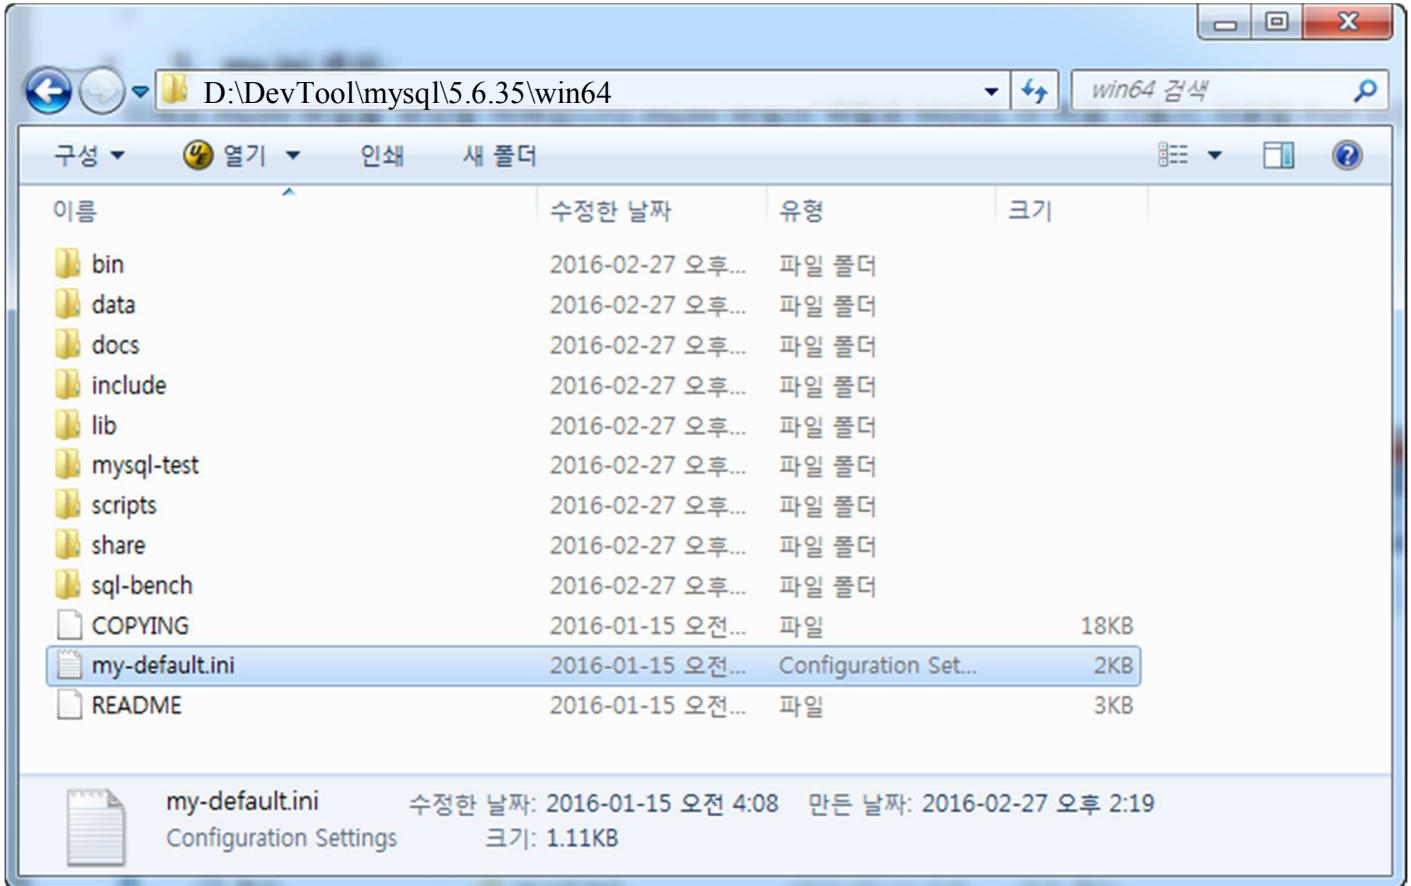 D:\DevTool\mysql\5.6.35\win64 win64 검색
구성 열기 인쇄 새 폴더
이름 수정한 날짜 유형 크기
bin 2016-02-27 오후... 파일 폴더
data 2016-02-27 오후... 파일 폴더
docs 2016-02-27 오후... 파일 폴더
include 2016-02-27 오후... 파일 폴더
lib 2016-02-27 오후... 파일 폴더
mysql-test 2016-02-27 오후... 파일 폴더
scripts 2016-02-27 오후... 파일 폴더
share 2016-02-27 오후... 파일 폴더
sql-bench 2016-02-27 오후... 파일 폴더
COPYING 2016-01-15 오전... 파일 18KB
my-default.ini 2016-01-15 오전... Configuration Set... 2KB
README 2016-01-15 오전... 파일 3KB
my-default.ini 수정한 날짜: 2016-01-15 오전 4:08 만든 날짜: 2016-02-27 오후 2:19
Configuration Settings 크기: 1.11KB